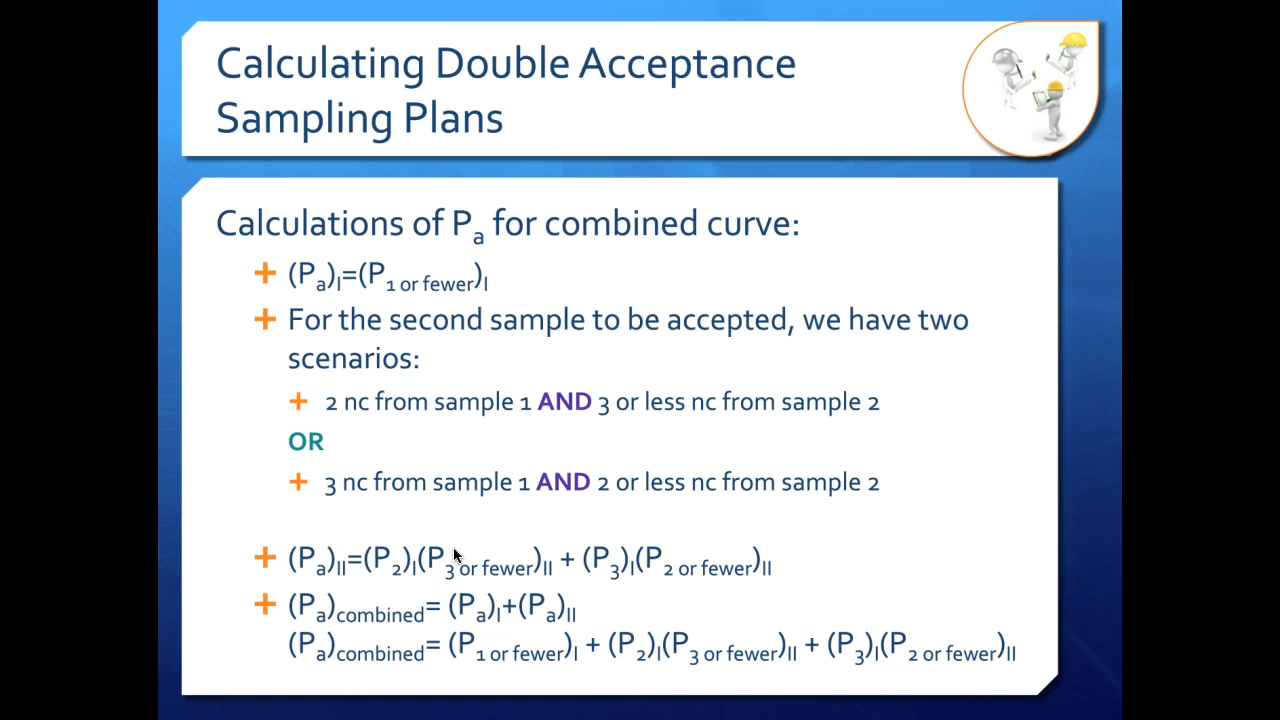 Calculating Double Acceptance
Sampling Plans
Calculations of Pa for combined curve:
(Pa)I=(P1 or fewer)I
For the second sample to be accepted, we have two
scenarios:
2 nc from sample 1 AND 3 or less nc from sample 2
OR
3 nc from sample 1 AND 2 or less nc from sample 2
(Pa)II=(P2)I(P3 or fewer)II + (P3)I(P2 or fewer)II
(Pa)combined= (Pa)I+(Pa)II
(Pa)combined= (P1 or fewer)I + (P2)I(P3 or fewer)II + (P3)I(P2 or fewer)II